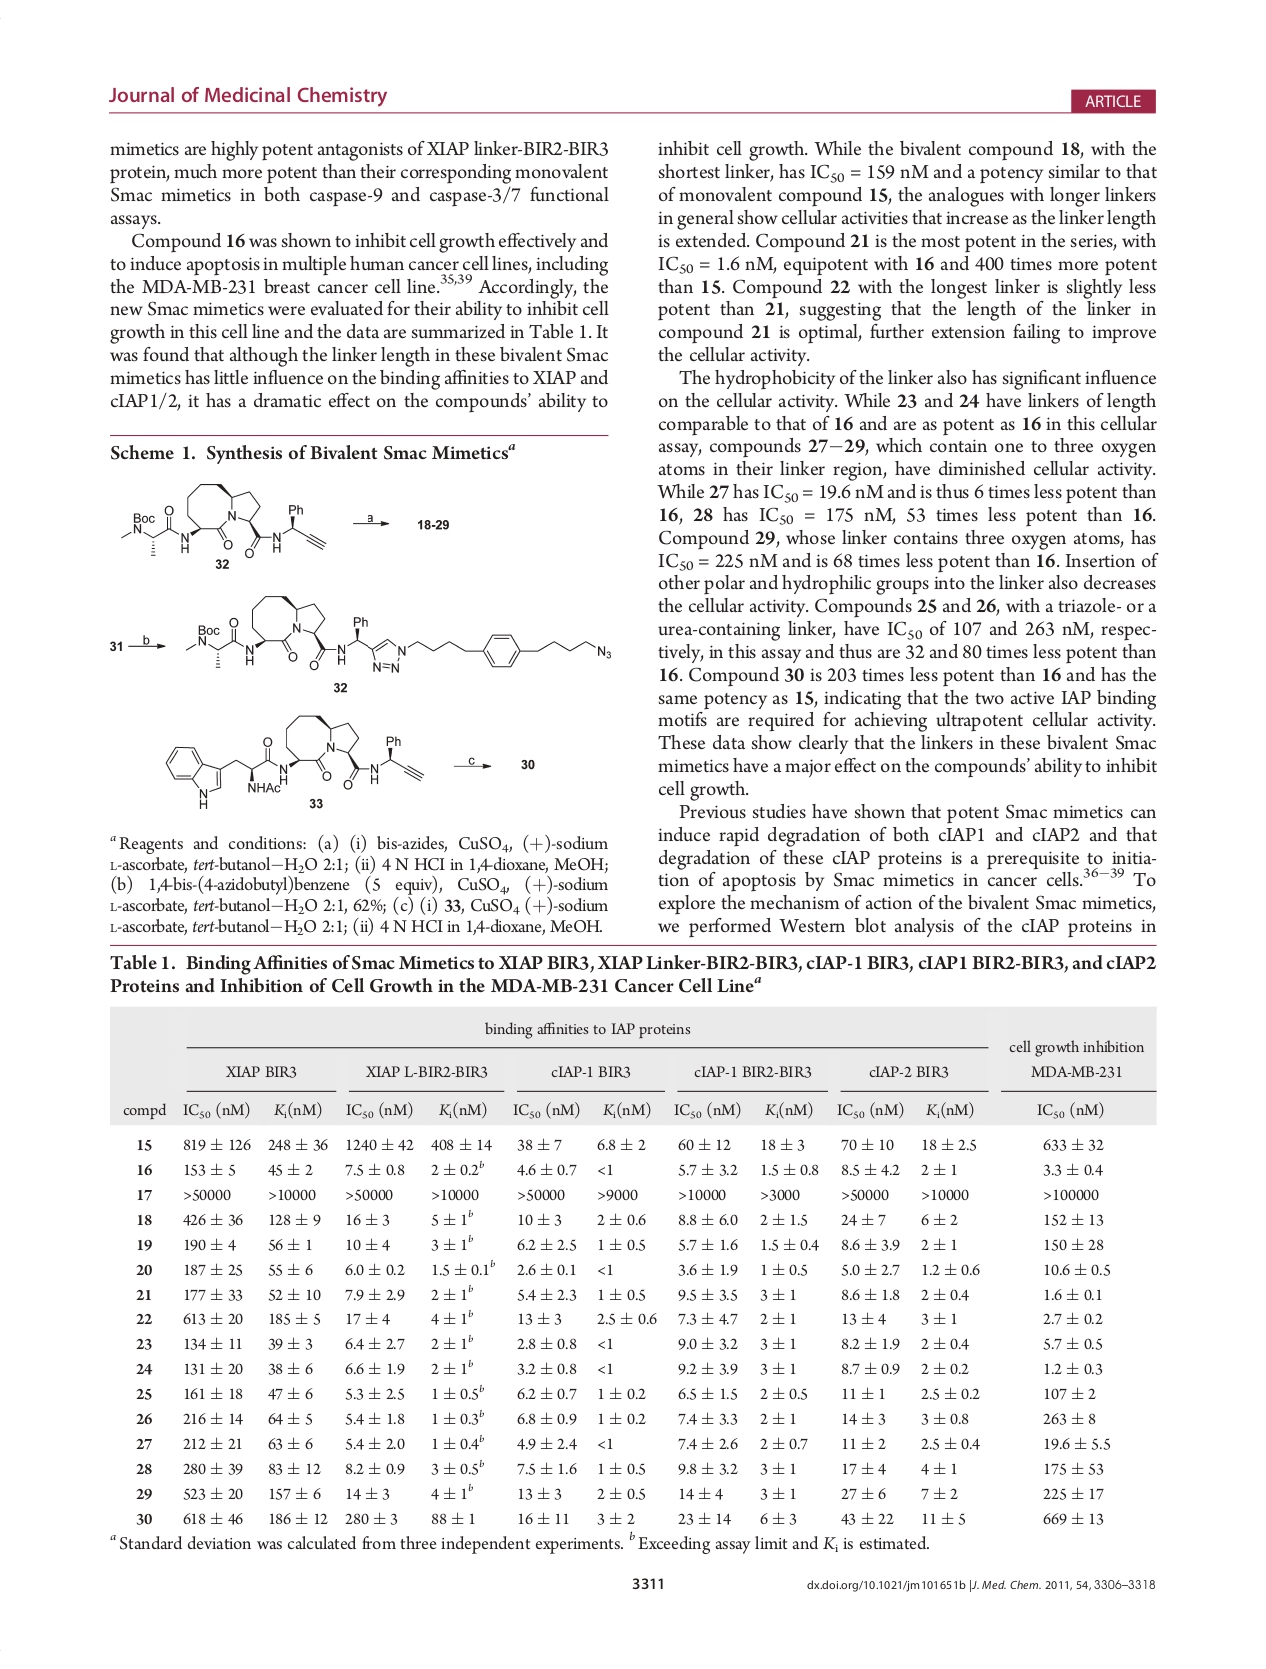 Journal of Medicinal Chemistry
ARTICLE
mimetics are highly potent antagonists of XIAP linker-BIR2-BIR3
protein, much more potent than their corresponding monovalent
Smac mimetics in both caspase-9 and caspase-3/7 functional
assays.
Compound 16 was shown to inhibit cell growth effectively and
to induce apoptosis in multiple human cancer cell lines, including
the MDA-MB-231 breast cancer cell line.35,39 Accordingly, the
new Smac mimetics were evaluated for their ability to inhibit cell
growth in this cell line and the data are summarized in Table 1. It
was found that although the linker length in these bivalent Smac
mimetics has little influence on the binding affinities to XIAP and
cIAP1/2, it has a dramatic effect on the compounds' ability to
Scheme 1. Synthesis of Bivalent Smac Mimeticsa
Boc
N
O
N
H
N
O
O
N
H
Ph
32
a
18-29
31
b
Boc
N
O
N
H
N
O
O
N
H
Ph
N
N=N
N3
32
N
H
O
NHAc
N
H
N
O
O
N
H
Ph
33
c
30
a Reagents and conditions: (a) (i) bis-azides, CuSO4, (+)-sodium
L-ascorbate, tert-butanol−H2O 2:1; (ii) 4 N HCI in 1,4-dioxane, MeOH;
(b) 1,4-bis-(4-azidobutyl)benzene (5 equiv), CuSO4, (+)-sodium
L-ascorbate, tert-butanol−H2O 2:1, 62%; (c) (i) 33, CuSO4 (+)-sodium
L-ascorbate, tert-butanol−H2O 2:1; (ii) 4 N HCI in 1,4-dioxane, MeOH.
inhibit cell growth. While the bivalent compound 18, with the
shortest linker, has IC50 = 159 nM and a potency similar to that
of monovalent compound 15, the analogues with longer linkers
in general show cellular activities that increase as the linker length
is extended. Compound 21 is the most potent in the series, with
IC50 = 1.6 nM, equipotent with 16 and 400 times more potent
than 15. Compound 22 with the longest linker is slightly less
potent than 21, suggesting that the length of the linker in
compound 21 is optimal, further extension failing to improve
the cellular activity.
The hydrophobicity of the linker also has significant influence
on the cellular activity. While 23 and 24 have linkers of length
comparable to that of 16 and are as potent as 16 in this cellular
assay, compounds 27−29, which contain one to three oxygen
atoms in their linker region, have diminished cellular activity.
While 27 has IC50 = 19.6 nM and is thus 6 times less potent than
16, 28 has IC50 = 175 nM, 53 times less potent than 16.
Compound 29, whose linker contains three oxygen atoms, has
IC50 = 225 nM and is 68 times less potent than 16. Insertion of
other polar and hydrophilic groups into the linker also decreases
the cellular activity. Compounds 25 and 26, with a triazole- or a
urea-containing linker, have IC50 of 107 and 263 nM, respec-
tively, in this assay and thus are 32 and 80 times less potent than
16. Compound 30 is 203 times less potent than 16 and has the
same potency as 15, indicating that the two active IAP binding
motifs are required for achieving ultrapotent cellular activity.
These data show clearly that the linkers in these bivalent Smac
mimetics have a major effect on the compounds' ability to inhibit
cell growth.
Previous studies have shown that potent Smac mimetics can
induce rapid degradation of both cIAP1 and cIAP2 and that
degradation of these cIAP proteins is a prerequisite to initia-
tion of apoptosis by Smac mimetics in cancer cells.36−39 To
explore the mechanism of action of the bivalent Smac mimetics,
we performed Western blot analysis of the cIAP proteins in
Table 1. Binding Affinities of Smac Mimetics to XIAP BIR3, XIAP Linker-BIR2-BIR3, cIAP-1 BIR3, cIAP1 BIR2-BIR3, and cIAP2
Proteins and Inhibition of Cell Growth in the MDA-MB-231 Cancer Cell Linea
binding affinities to IAP proteins
cell growth inhibition
XIAP BIR3 XIAP L-BIR2-BIR3 cIAP-1 BIR3 cIAP-1 BIR2-BIR3 cIAP-2 BIR3 MDA-MB-231
compd IC50 (nM) Ki(nM) IC50 (nM) Ki(nM) IC50 (nM) Ki(nM) IC50 (nM) Ki(nM) IC50 (nM) Ki(nM) IC50 (nM)
15 819 ± 126 248 ± 36 1240 ± 42 408 ± 14 38 ± 7 6.8 ± 2 60 ± 12 18 ± 3 70 ± 10 18 ± 2.5 633 ± 32
16 153 ± 5 45 ± 2 7.5 ± 0.8 2 ± 0.2b 4.6 ± 0.7 <1 5.7 ± 3.2 1.5 ± 0.8 8.5 ± 4.2 2 ± 1 3.3 ± 0.4
17 >50000 >10000 >50000 >10000 >50000 >9000 >10000 >3000 >50000 >10000 >100000
18 426 ± 36 128 ± 9 16 ± 3 5 ± 1b 10 ± 3 2 ± 0.6 8.8 ± 6.0 2 ± 1.5 24 ± 7 6 ± 2 152 ± 13
19 190 ± 4 56 ± 1 10 ± 4 3 ± 1b 6.2 ± 2.5 1 ± 0.5 5.7 ± 1.6 1.5 ± 0.4 8.6 ± 3.9 2 ± 1 150 ± 28
20 187 ± 25 55 ± 6 6.0 ± 0.2 1.5 ± 0.1b 2.6 ± 0.1 <1 3.6 ± 1.9 1 ± 0.5 5.0 ± 2.7 1.2 ± 0.6 10.6 ± 0.5
21 177 ± 33 52 ± 10 7.9 ± 2.9 2 ± 1b 5.4 ± 2.3 1 ± 0.5 9.5 ± 3.5 3 ± 1 8.6 ± 1.8 2 ± 0.4 1.6 ± 0.1
22 613 ± 20 185 ± 5 17 ± 4 4 ± 1b 13 ± 3 2.5 ± 0.6 7.3 ± 4.7 2 ± 1 13 ± 4 3 ± 1 2.7 ± 0.2
23 134 ± 11 39 ± 3 6.4 ± 2.7 2 ± 1b 2.8 ± 0.8 <1 9.0 ± 3.2 3 ± 1 8.2 ± 1.9 2 ± 0.4 5.7 ± 0.5
24 131 ± 20 38 ± 6 6.6 ± 1.9 2 ± 1b 3.2 ± 0.8 <1 9.2 ± 3.9 3 ± 1 8.7 ± 0.9 2 ± 0.2 1.2 ± 0.3
25 161 ± 18 47 ± 6 5.3 ± 2.5 1 ± 0.5b 6.2 ± 0.7 1 ± 0.2 6.5 ± 1.5 2 ± 0.5 11 ± 1 2.5 ± 0.2 107 ± 2
26 216 ± 14 64 ± 5 5.4 ± 1.8 1 ± 0.3b 6.8 ± 0.9 1 ± 0.2 7.4 ± 3.3 2 ± 1 14 ± 3 3 ± 0.8 263 ± 8
27 212 ± 21 63 ± 6 5.4 ± 2.0 1 ± 0.4b 4.9 ± 2.4 <1 7.4 ± 2.6 2 ± 0.7 11 ± 2 2.5 ± 0.4 19.6 ± 5.5
28 280 ± 39 83 ± 12 8.2 ± 0.9 3 ± 0.5b 7.5 ± 1.6 1 ± 0.5 9.8 ± 3.2 3 ± 1 17 ± 4 4 ± 1 175 ± 53
29 523 ± 20 157 ± 6 14 ± 3 4 ± 1b 13 ± 3 2 ± 0.5 14 ± 4 3 ± 1 27 ± 6 7 ± 2 225 ± 17
30 618 ± 46 186 ± 12 280 ± 3 88 ± 1 16 ± 11 3 ± 2 23 ± 14 6 ± 3 43 ± 22 11 ± 5 669 ± 13
a Standard deviation was calculated from three independent experiments. b Exceeding assay limit and Ki is estimated.
3311
dx.doi.org/10.1021/jm101651b |J. Med. Chem. 2011, 54, 3306–3318